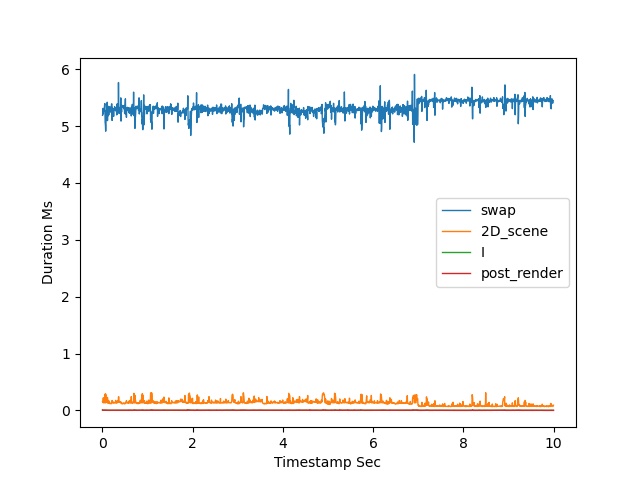 6
5
4
3
2
1
0
Duration Ms
swap
2D_scene
I
post_render
0 2 4 6 8 10
Timestamp Sec